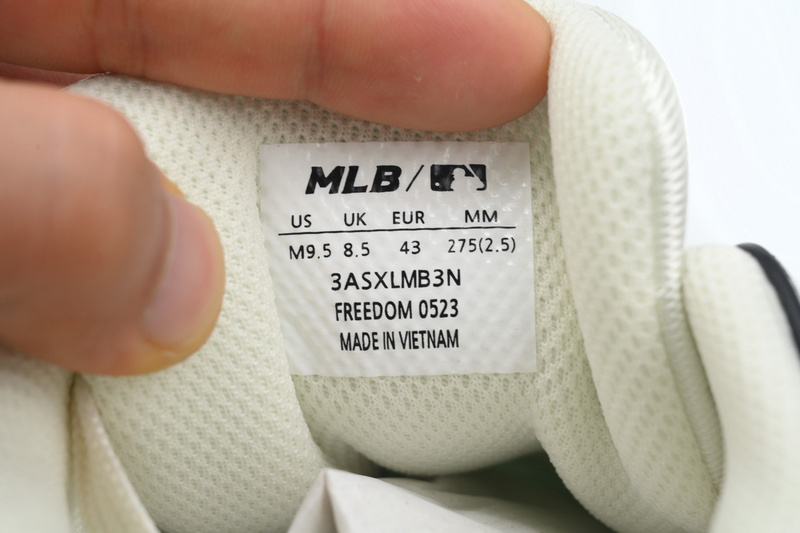 MLB /
US UK EUR MM
M9.5 8.5 43 275(2.5)
3ASXLMB3N
FREEDOM 0523
MADE IN VIETNAM